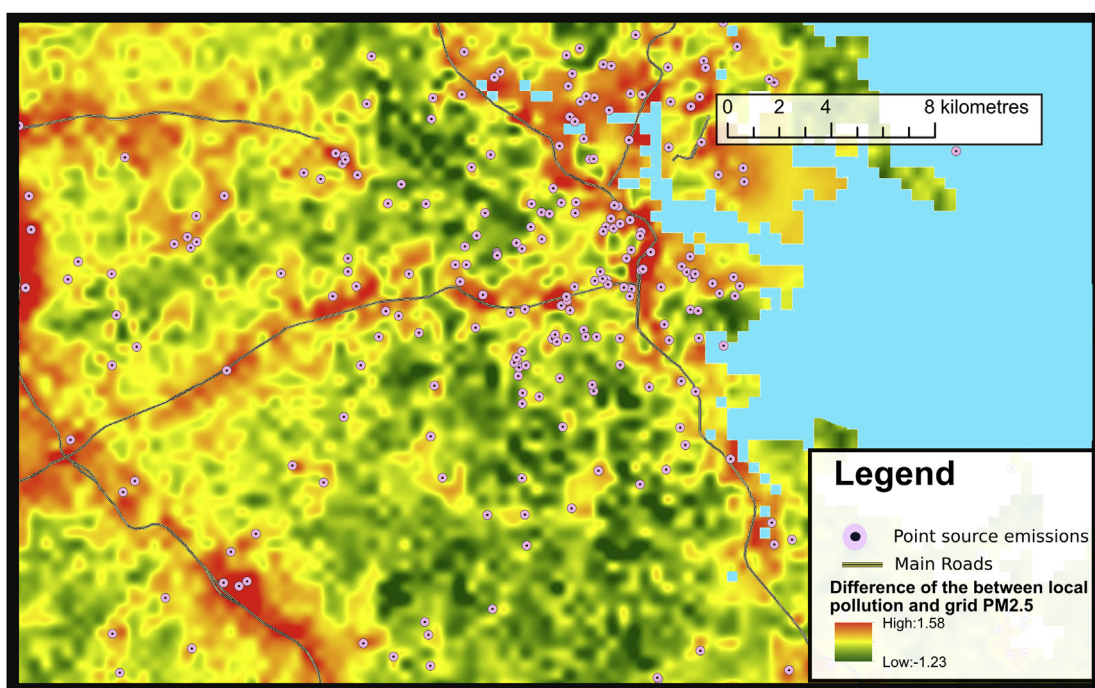 0 2 4 8 kilometres
Legend
Point source emissions
Main Roads
Difference of the between local
pollution and grid PM2.5
High:1.58
Low:-1.23